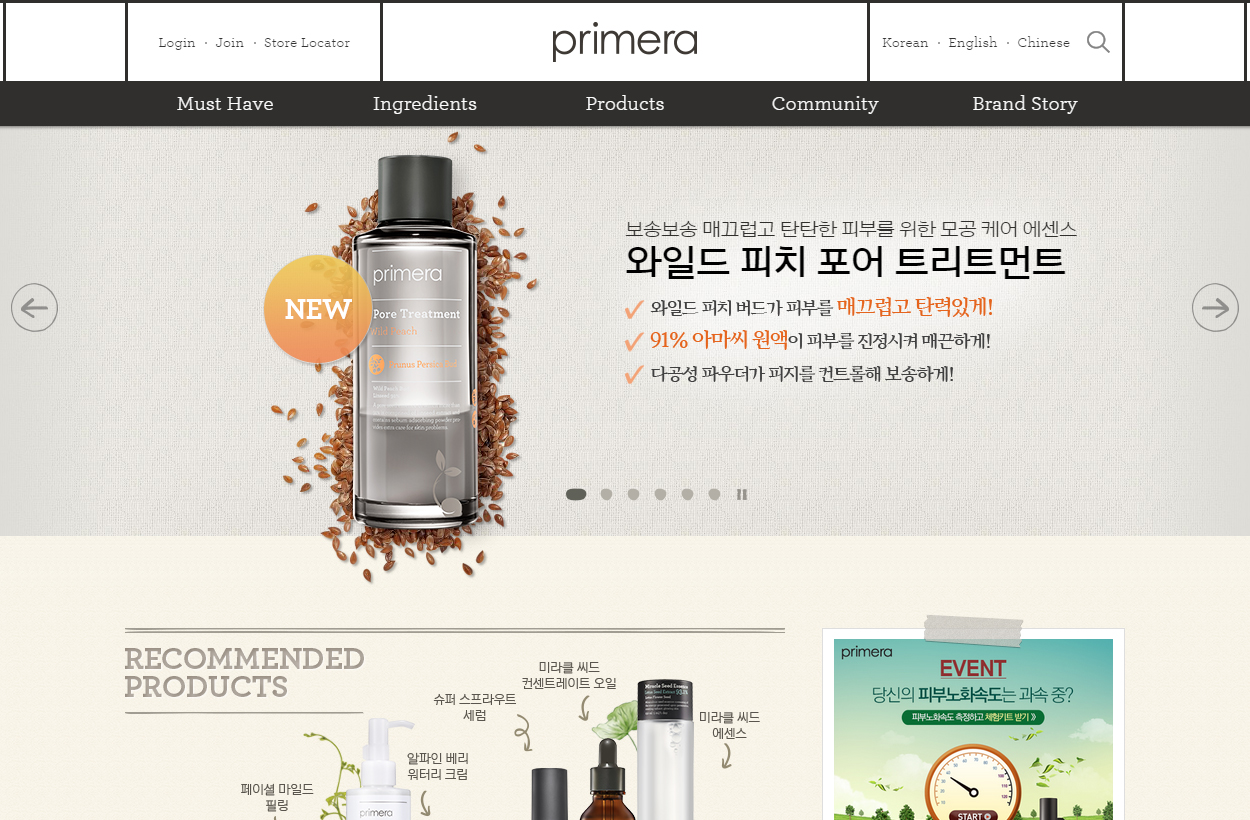 Login · Join · Store Locator
primera
Korean · English · Chinese
Must Have
Ingredients
Products
Community
Brand Story
NEW
primera
Pore Treatment
Wild Peach
보송보송 매끄럽고 탄탄한 피부를 위한 모공 케어 에센스
와일드 피치 포어 트리트먼트
와일드 피치 버드가 피부를 매끄럽고 탄력있게!
91% 아마씨 원액이 피부를 진정시켜 매끈하게!
다공성 파우더가 피지를 컨트롤해 보송하게!
RECOMMENDED
PRODUCTS
미라클 씨드
컨센트레이트 오일
슈퍼 스프라우트
세럼
미라클 씨드
에센스
알파인 베리
워터리 크림
페이셜 마일드
필링
primera
Miracle Seed Essence
primera
EVENT
당신의 피부노화속도는 과속 중?
피부노화속도 측정하고 체험키트 받기 》
START